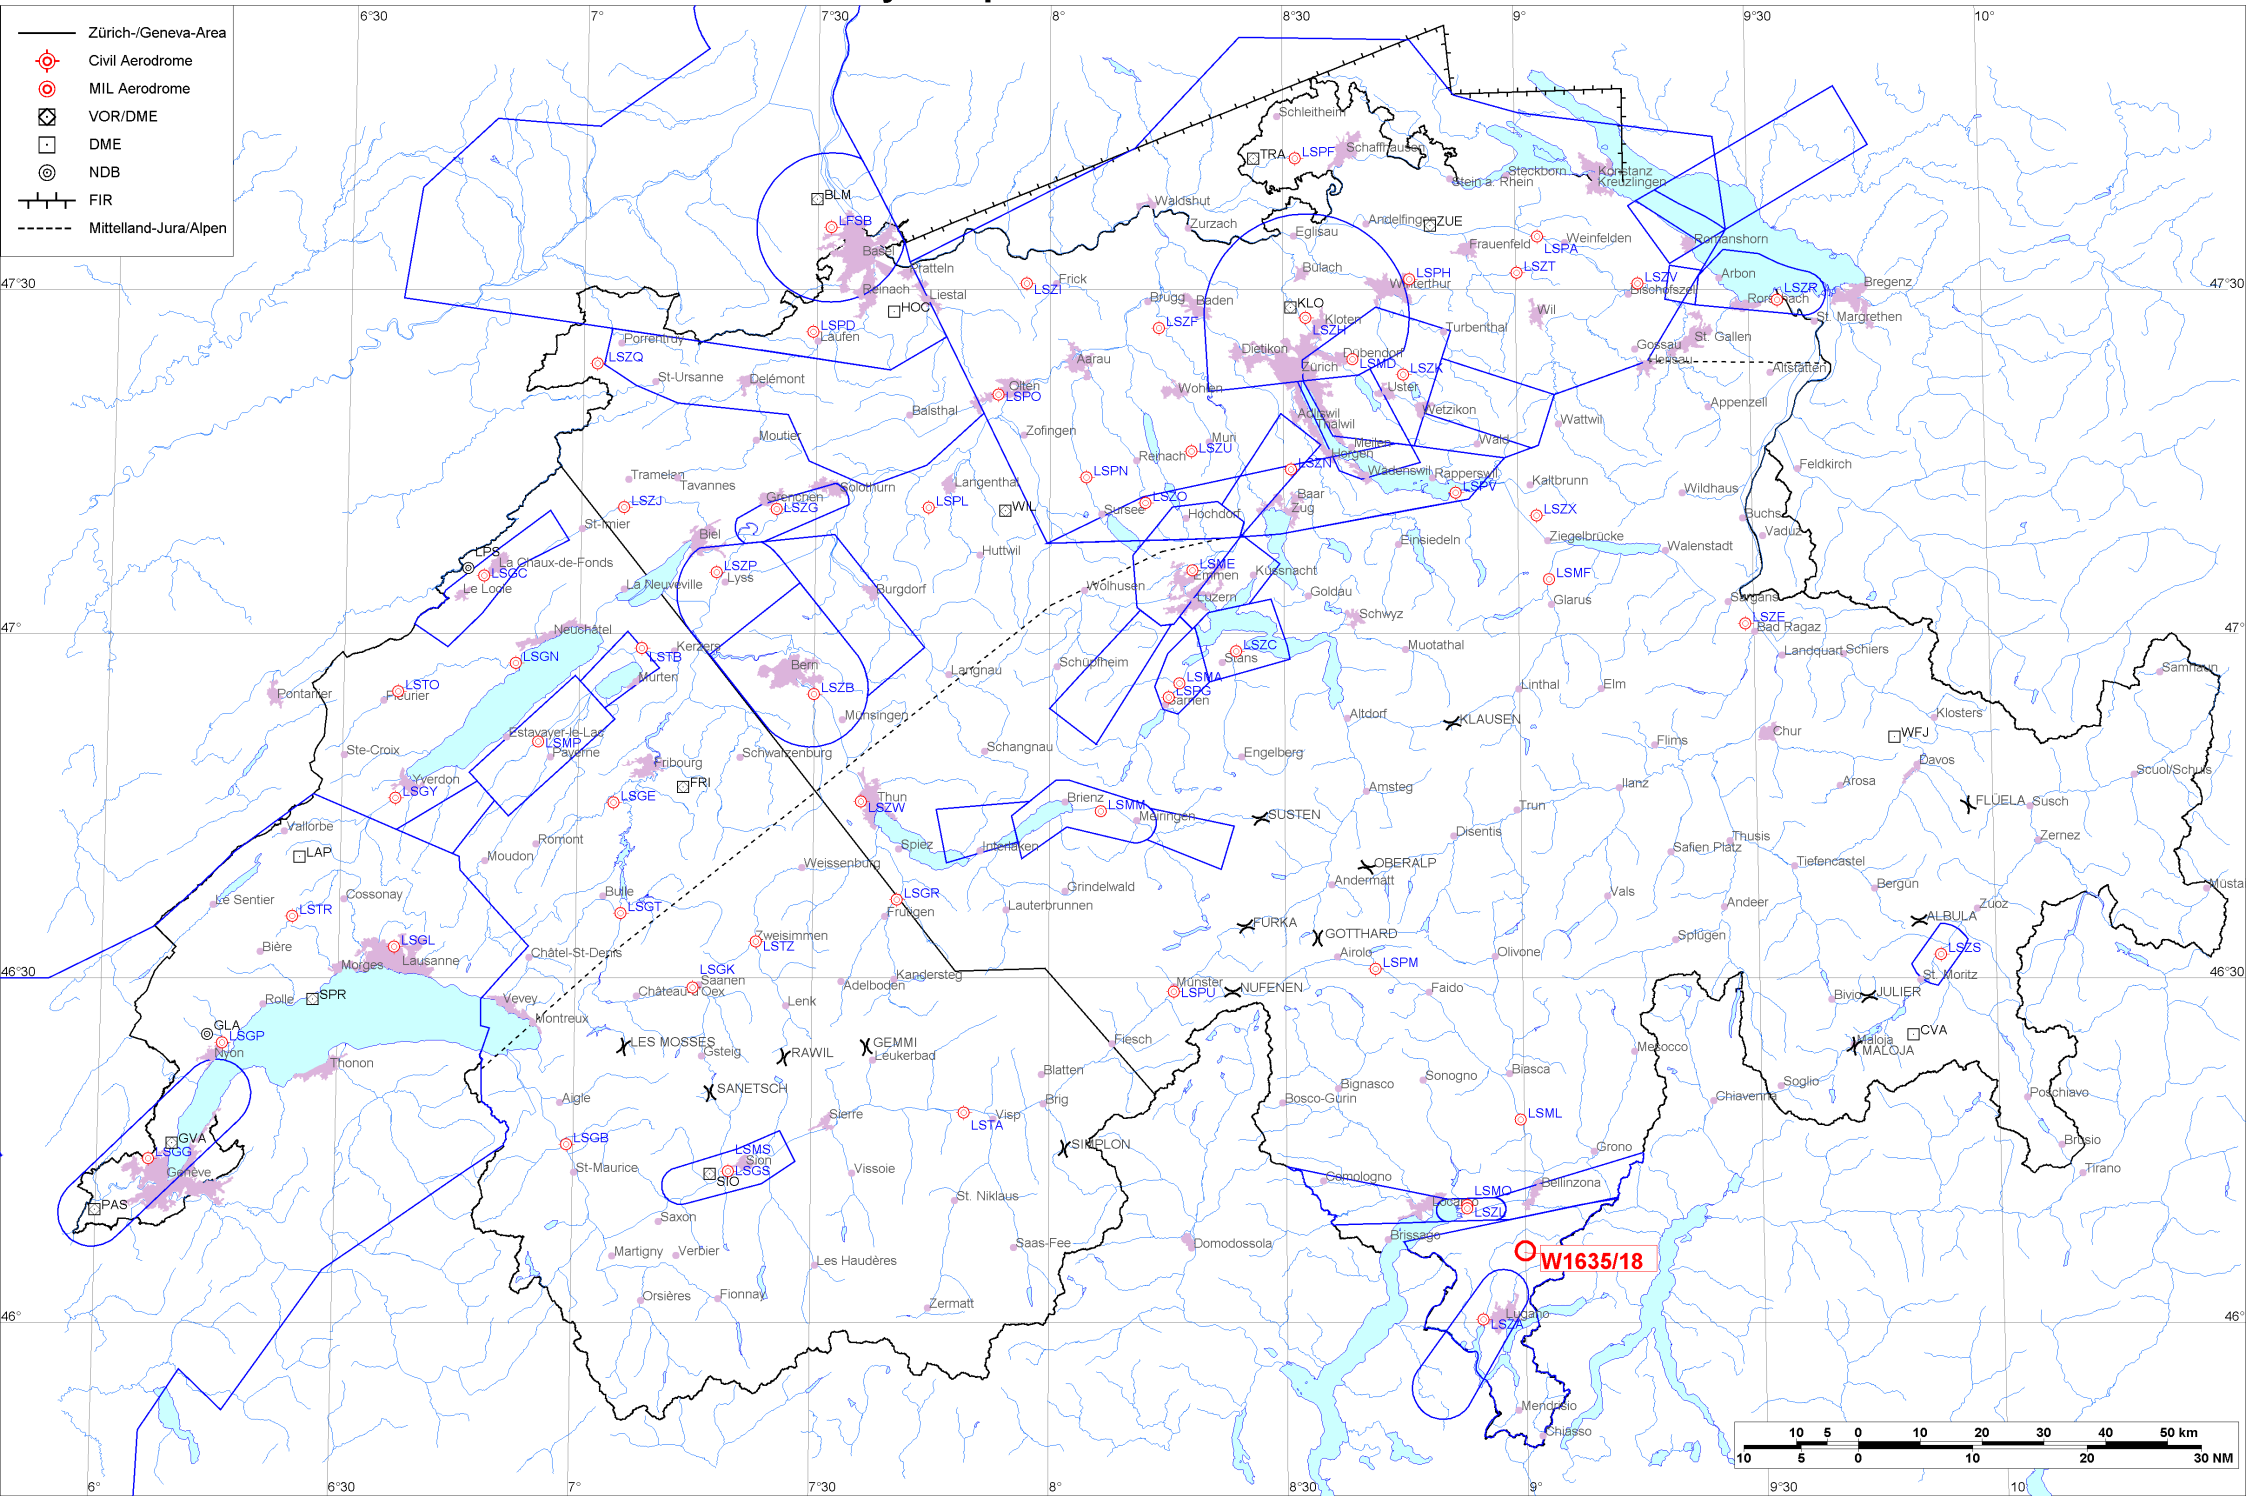 6°30
7°
7°30
8°
8°30
9°
9°30
10°
Zürich-/Geneva-Area
Civil Aerodrome
MIL Aerodrome
VOR/DME
DME
NDB
FIR
Mittelland-Jura/Alpen
Schleitheim
TRA
LSPF
Schaffhausen
Steckborn
Stein a. Rhein
Konstanz
Kreuzlingen
BLM
LFSB
Basel
Waldshut
Zurzach
Eglisau
Andelfingen
ZUE
Frauenfeld
LSPA
Weinfelden
Romanshorn
Pratteln
Reinach
Liestal
HOC
Frick
LSZI
Bülach
LSPH
Winterthur
LSZT
LSZV
Bischofszell
Arbon
LSZR
Rorschach
Bregenz
47°30
47°30
LSPD
Laufen
Brugg
Baden
LSZF
KLO
Kloten
LSZH
Turbenthal
Wil
St. Margrethen
St. Gallen
Gossau
Herisau
Altstätten
Porrentruy
LSZQ
St-Ursanne
Delémont
Aarau
Dietikon
Zürich
Dübendorf
LSMD
LSZK
Uster
Olten
LSPO
Wohlen
Wetzikon
Appenzell
Balsthal
Zofingen
Adliswil
Thalwil
Wattwil
Moutier
Muri
LSZU
Reinach
Meilen
Horgen
Wald
Tramelan
Tavannes
LSPN
LSZN
Wädenswil
Rapperswil
LSPV
Kaltbrunn
Feldkirch
Wildhaus
Grenchen
LSZG
Solothurn
Langenthal
LSPL
WIL
LSZO
Sursee
Hochdorf
Baar
Zug
LSZJ
St-Imier
LSZX
Buchs
Vaduz
Biel
Huttwil
Einsiedeln
Ziegelbrücke
Walenstadt
LPS
La Chaux-de-Fonds
LSGC
Le Locle
LSZP
Lyss
La Neuveville
Burgdorf
LSME
Emmen
Luzern
Küssnacht
Wolhusen
Goldau
LSMF
Glarus
Schwyz
Sargans
LSZE
Bad Ragaz
47°
47°
Neuchâtel
LSGN
LSTB
Kerzers
Murten
Bern
LSZB
Langnau
Schüpfheim
LSZC
Stans
Muotathal
Landquart
Schiers
Samnaun
LSTO
Fleurier
Pontarlier
LSMA
LSPG
Sarnen
Linthal
Elm
Münsingen
Altdorf
KLAUSEN
Klosters
Ste-Croix
Estavayer-le-Lac
LSMP
Payerne
Schwarzenburg
Schangnau
Engelberg
Flims
Chur
WFJ
Davos
Fribourg
FRI
Yverdon
LSGY
LSGE
Thun
LSZW
Brienz
LSMM
Meiringen
SUSTEN
Amsteg
Trun
Ilanz
Arosa
Scuol/Schuls
FLÜELA
Susch
Vallorbe
LAP
Romont
Moudon
Spiez
Interlaken
Disentis
Thusis
Safien Platz
Tiefencastel
Zernez
Weissenburg
OBERALP
Andermatt
Grindelwald
Le Sentier
Cossonay
LSTR
Bulle
LSGT
LSGR
Frutigen
Lauterbrunnen
Vals
Andeer
Bergün
Zuoz
Müsta
ALBULA
FURKA
GOTTHARD
Bière
LSGL
Lausanne
Morges
Châtel-St-Denis
Zweisimmen
LSTZ
Airolo
LSPM
Olivone
Splügen
LSZS
St. Moritz
46°30
46°30
LSGK
Saanen
Château-d'Oex
Adelboden
Kandersteg
Münster
LSPU
NUFENEN
Faido
Bivio
JULIER
Rolle
SPR
Vevey
Montreux
Lenk
GLA
LSGP
Nyon
Thonon
LES MOSSES
Gsteig
RAWIL
GEMMI
Leukerbad
Fiesch
Mesocco
CVA
Maloja
MALOJA
SANETSCH
Blatten
Bignasco
Sonogno
Biasca
Soglio
Chiavenna
Poschiavo
Aigle
Sierre
LSTA
Visp
Brig
Bosco-Gurin
LSML
GVA
LSGG
Genève
LSGB
St-Maurice
LSMS
Sion
LSGS
SIO
Vissoie
SIMPLON
Grono
Brusio
Tirano
PAS
St. Niklaus
Comologno
LSMO
Locarno
LSZL
Bellinzona
Saxon
Martigny
Verbier
Les Haudères
Saas-Fee
Domodossola
Brissago
W1635/18
Orsières
Fionnay
Zermatt
Lugano
LSZA
46°
46°
Mendrisio
Chiasso
10 5 0 10 20 30 40 50 km
10 5 0 10 20 30 NM
6°
6°30
7°
7°30
8°
8°30
9°
9°30
10°